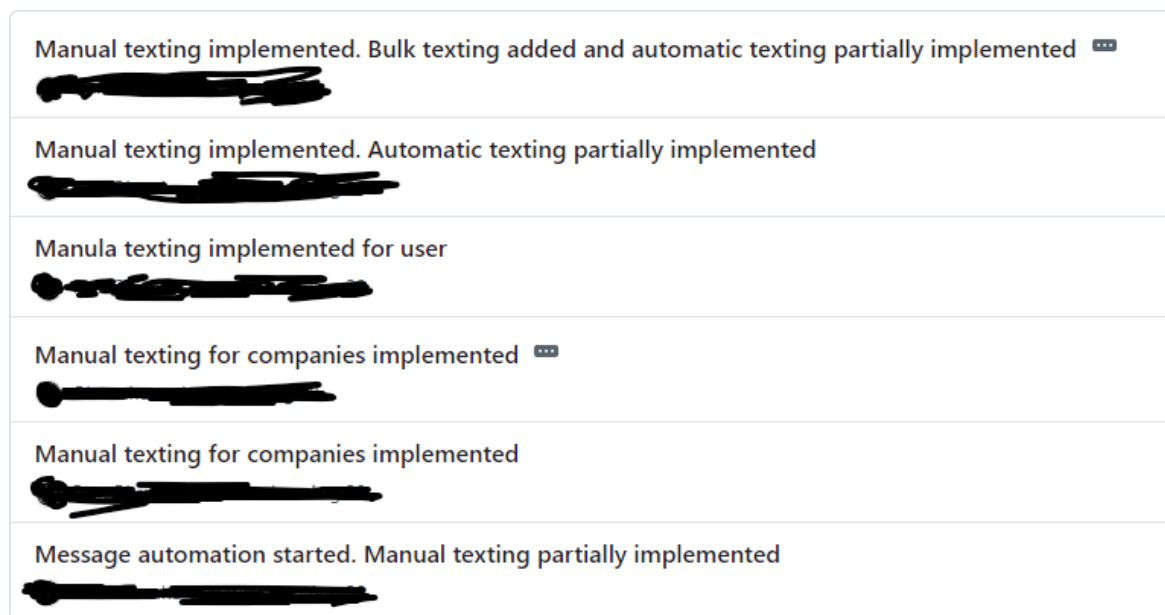 Manual texting implemented. Bulk texting added and automatic texting partially implemented
Manual texting implemented. Automatic texting partially implemented
Manula texting implemented for user
Manual texting for companies implemented
Manual texting for companies implemented
Message automation started. Manual texting partially implemented